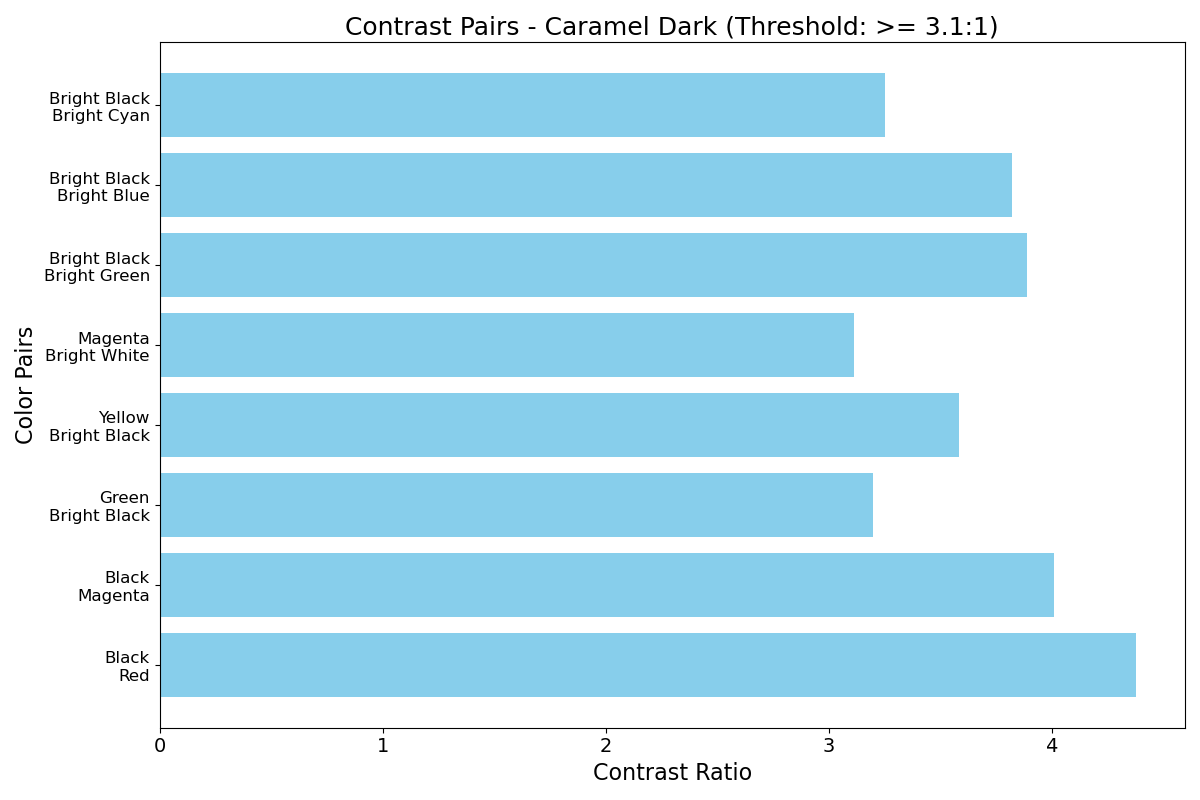 Contrast Pairs - Caramel Dark (Threshold: >= 3.1:1)
Color Pairs
Bright Black
Bright Cyan
Bright Black
Bright Blue
Bright Black
Bright Green
Magenta
Bright White
Yellow
Bright Black
Green
Bright Black
Black
Magenta
Black
Red
0 1 2 3 4
Contrast Ratio